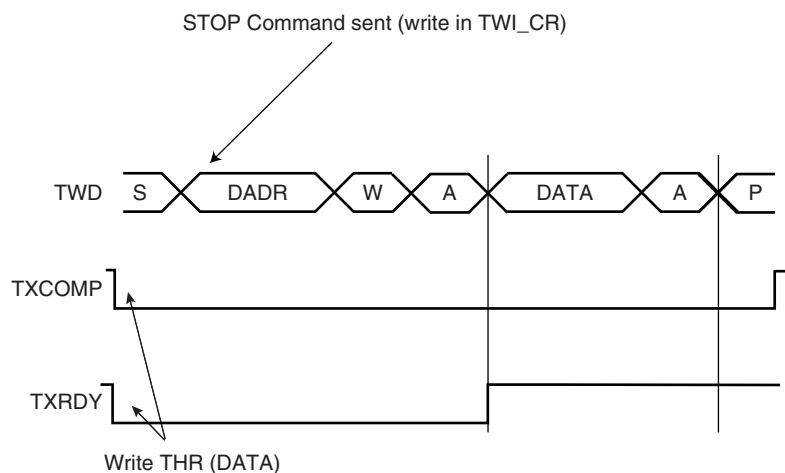 STOP Command sent (write in TWI_CR)
TWD S DADR W A DATA A P
TXCOMP
TXRDY
Write THR (DATA)